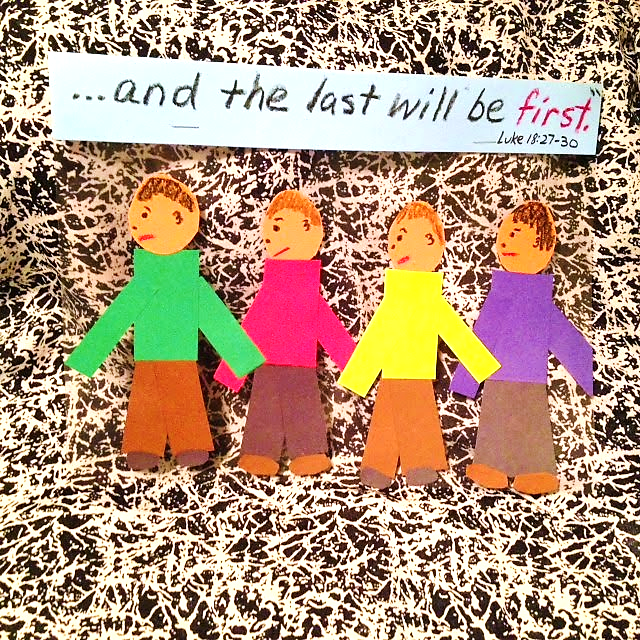 ...and the last will be first."
Luke 18:27-30